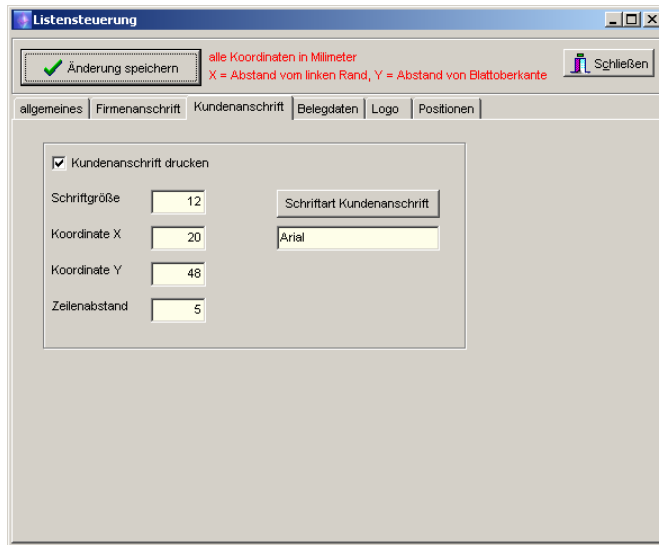 Listensteuerung
Änderung speichern
alle Koordinaten in Milimeter
X = Abstand vom linken Rand, Y = Abstand von Blattoberkante
Schließen
allgemeines Firmenanschrift Kundenanschrift Belegdaten Logo Positionen
Kundenanschrift drucken
Schriftgröße 12 Schriftart Kundenanschrift
Koordinate X 20 Arial
Koordinate Y 48
Zeilenabstand 5